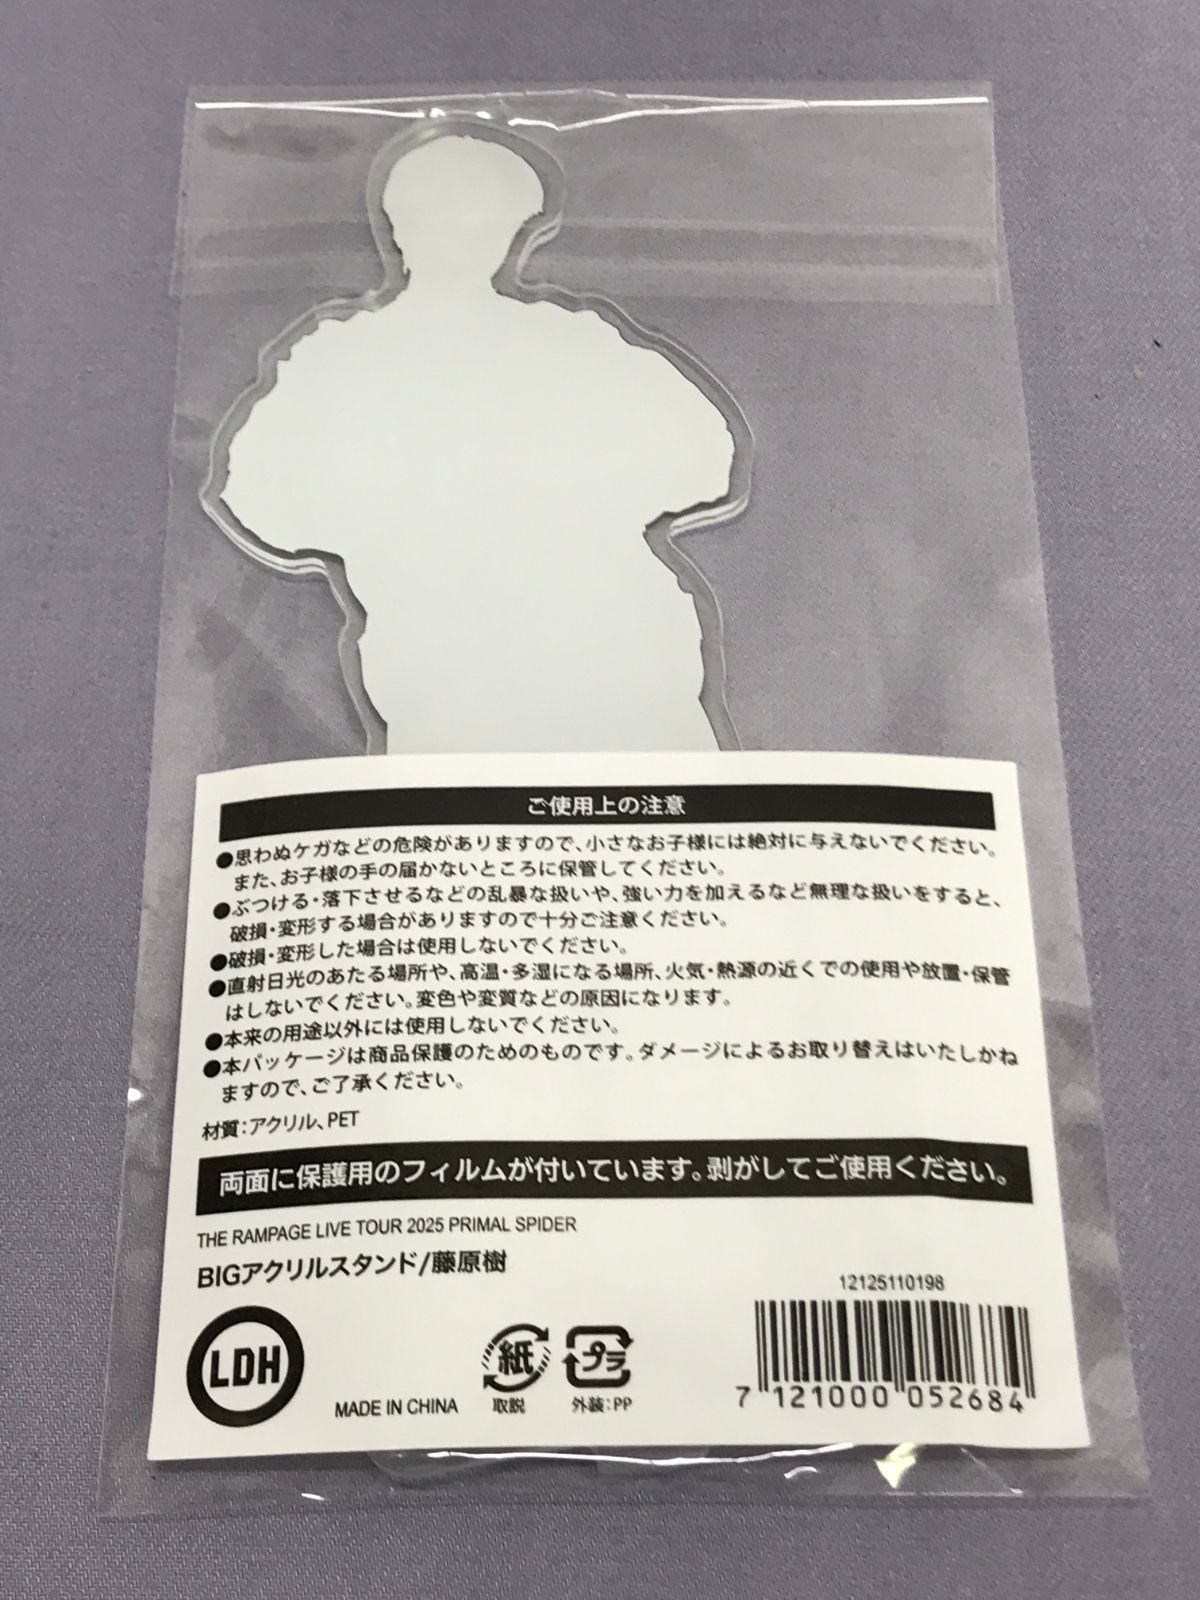 ご使用上の注意
●思わぬケガなどの危険がありますので、小さなお子様には絶対に与えないでください。
また、お子様の手の届かないところに保管してください。
●ぶつける・落下させるなどの乱暴な扱いや、強い力を加えるなど無理な扱いをすると、
破損・変形する場合がありますので十分ご注意ください。
●破損・変形した場合は使用しないでください。
●直射日光のあたる場所や、高温・多湿になる場所、火気・熱源の近くでの使用や放置・保管
はしないでください。変色や変質などの原因になります。
●本来の用途以外には使用しないでください。
●本パッケージは商品保護のためのものです。ダメージによるお取り替えはいたしかね
ますので、ご了承ください。
材質：アクリル、PET
両面に保護用のフィルムが付いています。剥がしてご使用ください。
THE RAMPAGE LIVE TOUR 2025 PRIMAL SPIDER
BIGアクリルスタンド/藤原樹
12125110198
LDH
MADE IN CHINA
紙
取説
プラ
外装：PP
7 121000 052684